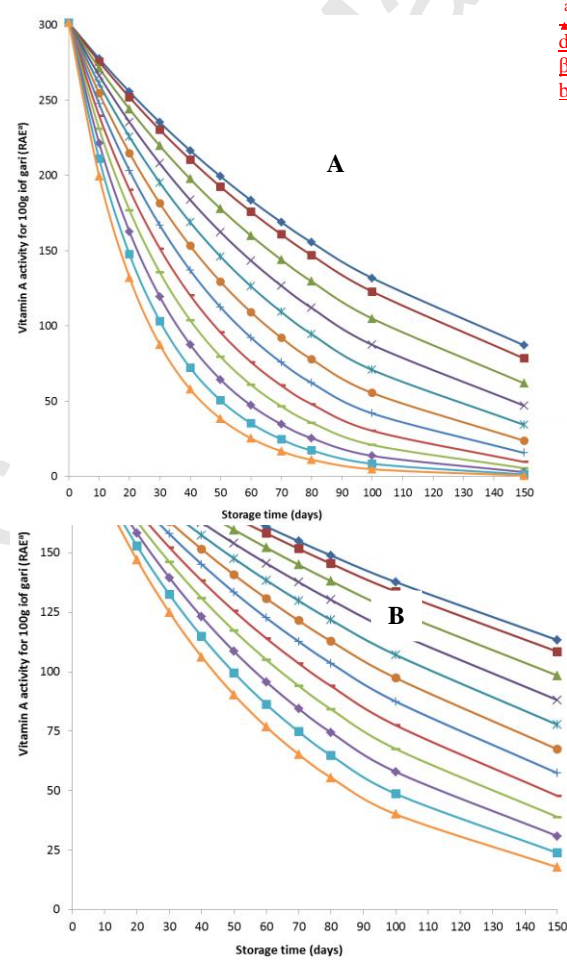 a
d
β
b
300
250
200
150
100
50
0
A
Vitamin A activity for 100g iof gari (RAEª)
0 10 20 30 40 50 60 70 80 90 100 110 120 130 140 150
Storage time (days)
150
125
100
75
50
25
0
B
Vitamin A activity for 100g iof gari (RAEª)
0 10 20 30 40 50 60 70 80 90 100 110 120 130 140 150
Storage time (days)